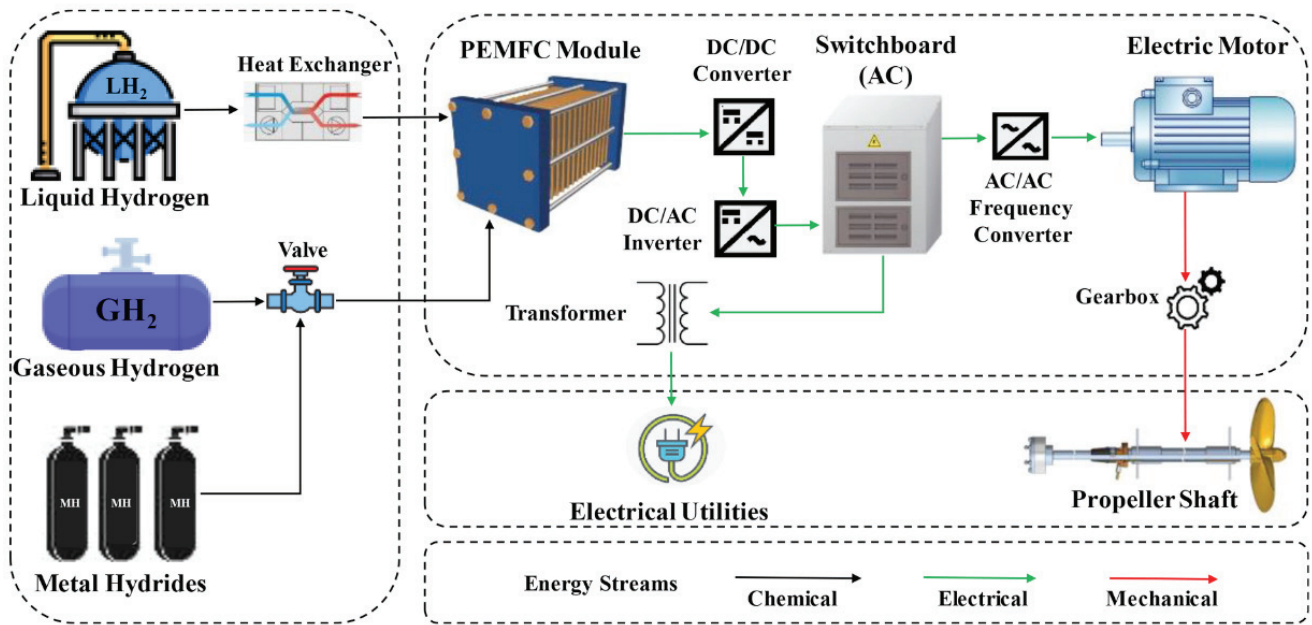 LH₂
Heat Exchanger
Liquid Hydrogen
GH₂
Valve
Gaseous Hydrogen
MH
MH
MH
Metal Hydrides
PEMFC Module
DC/DC
Converter
Switchboard
(AC)
Electric Motor
DC/AC
Inverter
AC/AC
Frequency
Converter
Transformer
Gearbox
Electrical Utilities
Propeller Shaft
Energy Streams
Chemical
Electrical
Mechanical